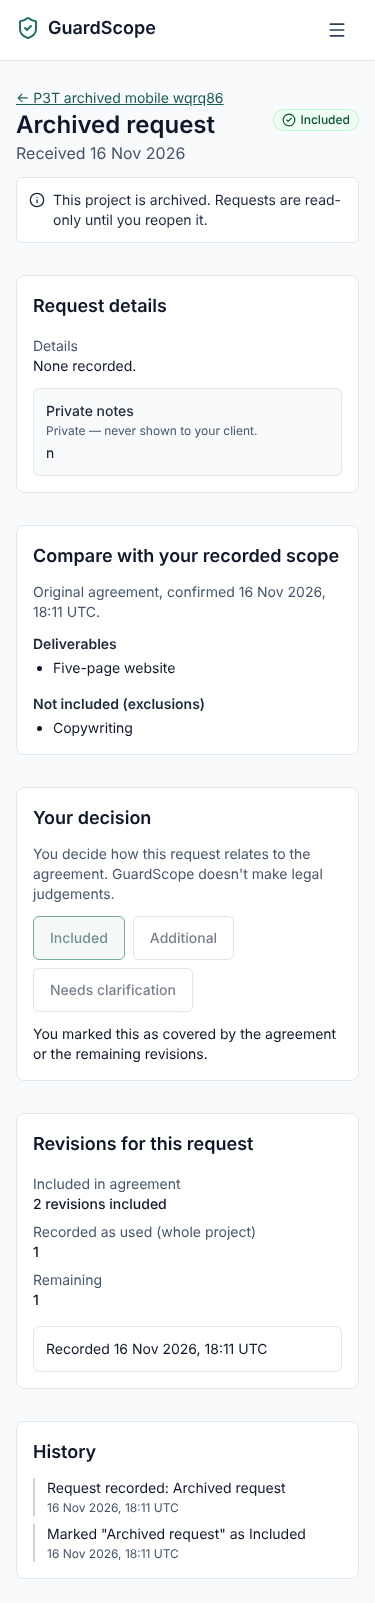 GuardScope
← P3T archived mobile wqrq86
Archived request
Included
Received 16 Nov 2026
This project is archived. Requests are read-
only until you reopen it.
Request details
Details
None recorded.
Private notes
Private — never shown to your client.
n
Compare with your recorded scope
Original agreement, confirmed 16 Nov 2026,
18:11 UTC.
Deliverables
• Five-page website
Not included (exclusions)
• Copywriting
Your decision
You decide how this request relates to the
agreement. GuardScope doesn't make legal
judgements.
Included
Additional
Needs clarification
You marked this as covered by the agreement
or the remaining revisions.
Revisions for this request
Included in agreement
2 revisions included
Recorded as used (whole project)
1
Remaining
1
Recorded 16 Nov 2026, 18:11 UTC
History
Request recorded: Archived request
16 Nov 2026, 18:11 UTC
Marked "Archived request" as Included
16 Nov 2026, 18:11 UTC